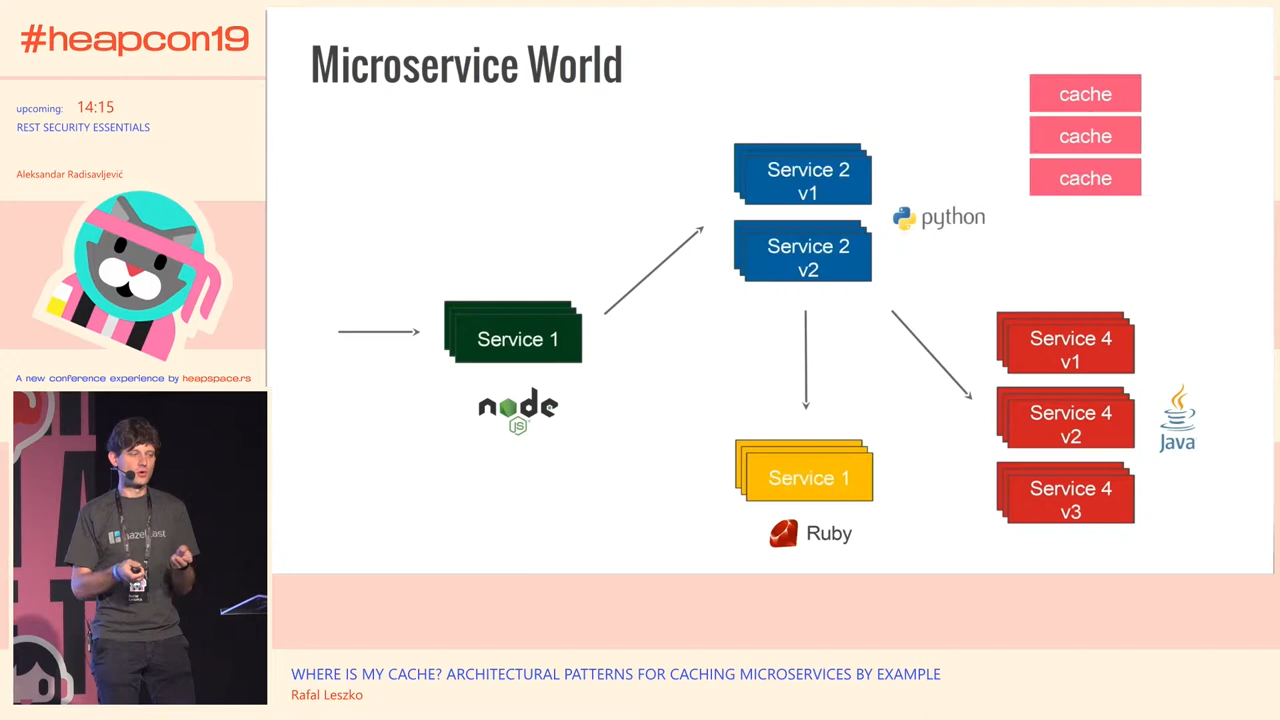 #heapcon19
upcoming: 14:15
REST SECURITY ESSENTIALS
Aleksandar Radisavljević
A new conference experience by heapspace.rs
Microservice World
cache
cache
cache
Service 2
v1
Service 2
v2
python
Service 1
node
JS
Service 1
Ruby
Service 4
v1
Service 4
v2
Service 4
v3
Java
hazelcast
WHERE IS MY CACHE? ARCHITECTURAL PATTERNS FOR CACHING MICROSERVICES BY EXAMPLE
Rafal Leszko